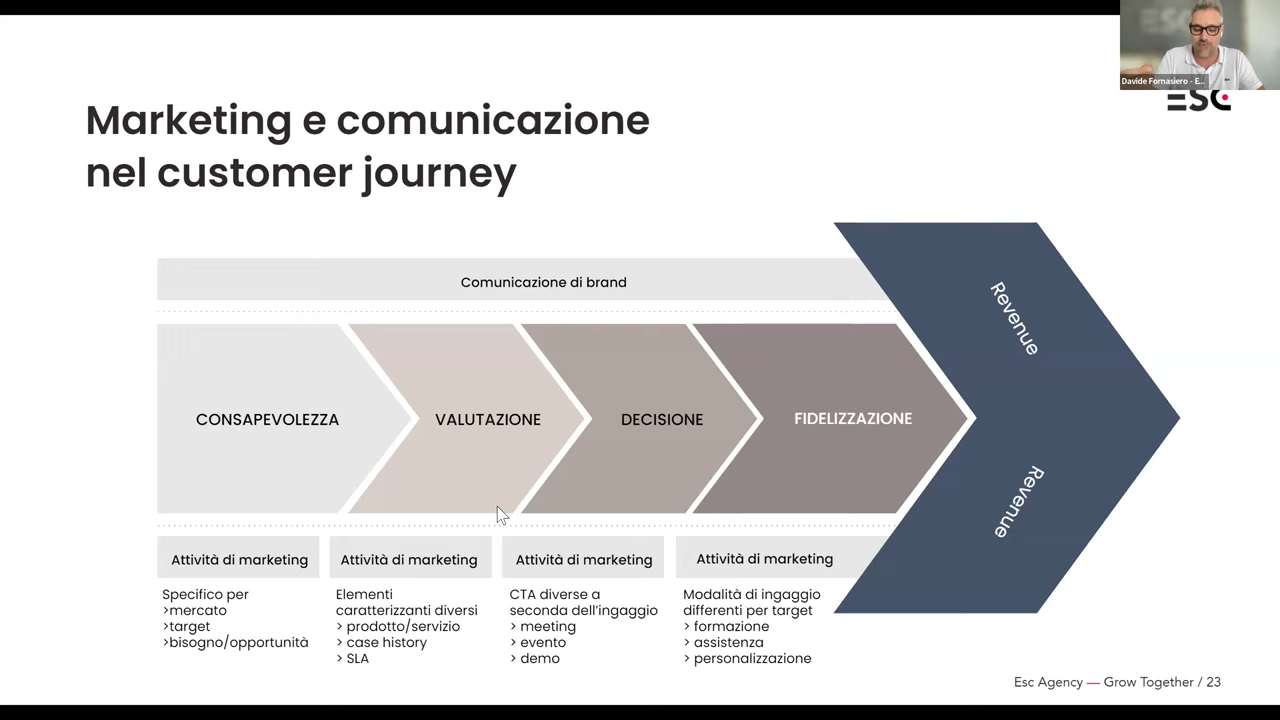 Davide Fornasiero - E...
ESC
Marketing e comunicazione
nel customer journey
Comunicazione di brand
Revenue
CONSAPEVOLEZZA
VALUTAZIONE
DECISIONE
FIDELIZZAZIONE
Revenue
Attività di marketing
Specifico per
>mercato
>target
>bisogno/opportunità
Attività di marketing
Elementi
caratterizzanti diversi
> prodotto/servizio
> case history
> SLA
Attività di marketing
CTA diverse a
seconda dell'ingaggio
> meeting
> evento
> demo
Attività di marketing
Modalità di ingaggio
differenti per target
> formazione
> assistenza
> personalizzazione
Esc Agency — Grow Together / 23